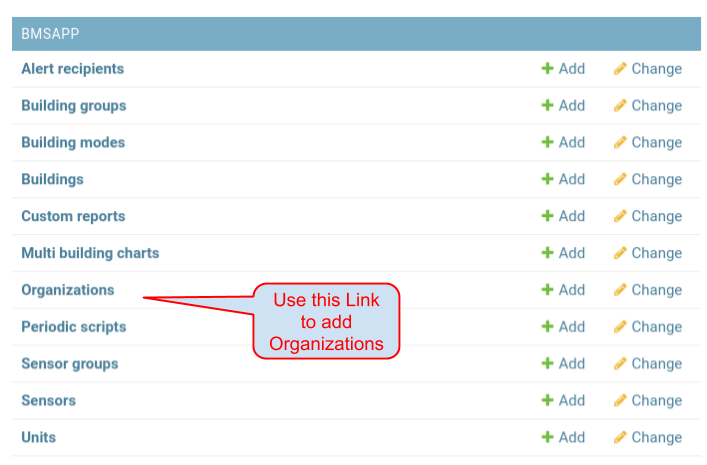 BMSAPP
Alert recipients Add Change
Building groups Add Change
Building modes Add Change
Buildings Add Change
Custom reports Add Change
Multi building charts Add Change
Organizations Add Change
Use this Link
to add
Organizations
Periodic scripts Add Change
Sensor groups Add Change
Sensors Add Change
Units Add Change